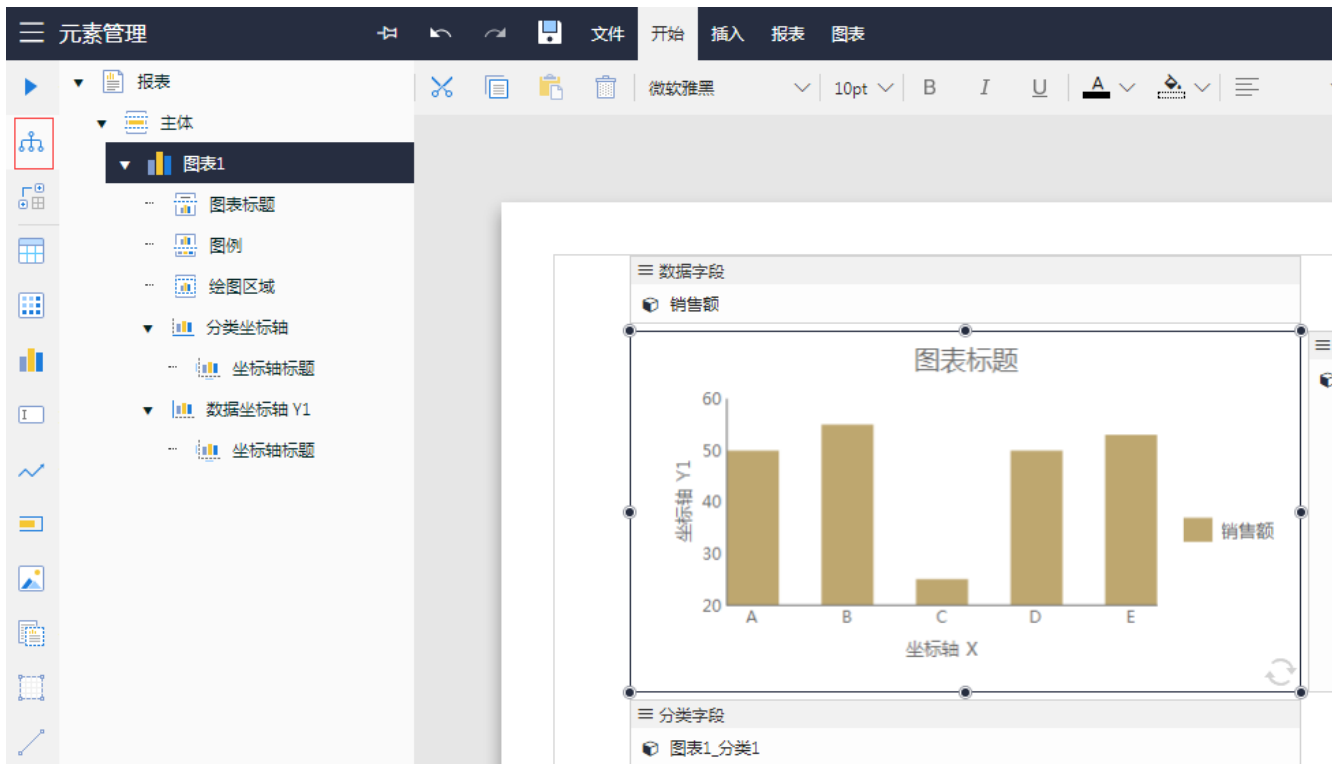 元素管理
文件 开始 插入 报表 图表
微软雅黑 10pt B I U A
报表
主体
图表1
图表标题
图例
绘图区域
分类坐标轴
坐标轴标题
数据坐标轴 Y1
坐标轴标题
数据字段
销售额
图表标题
60
50
40
30
20
坐标轴 Y1
A B C D E
坐标轴 X
销售额
分类字段
图表1_分类1